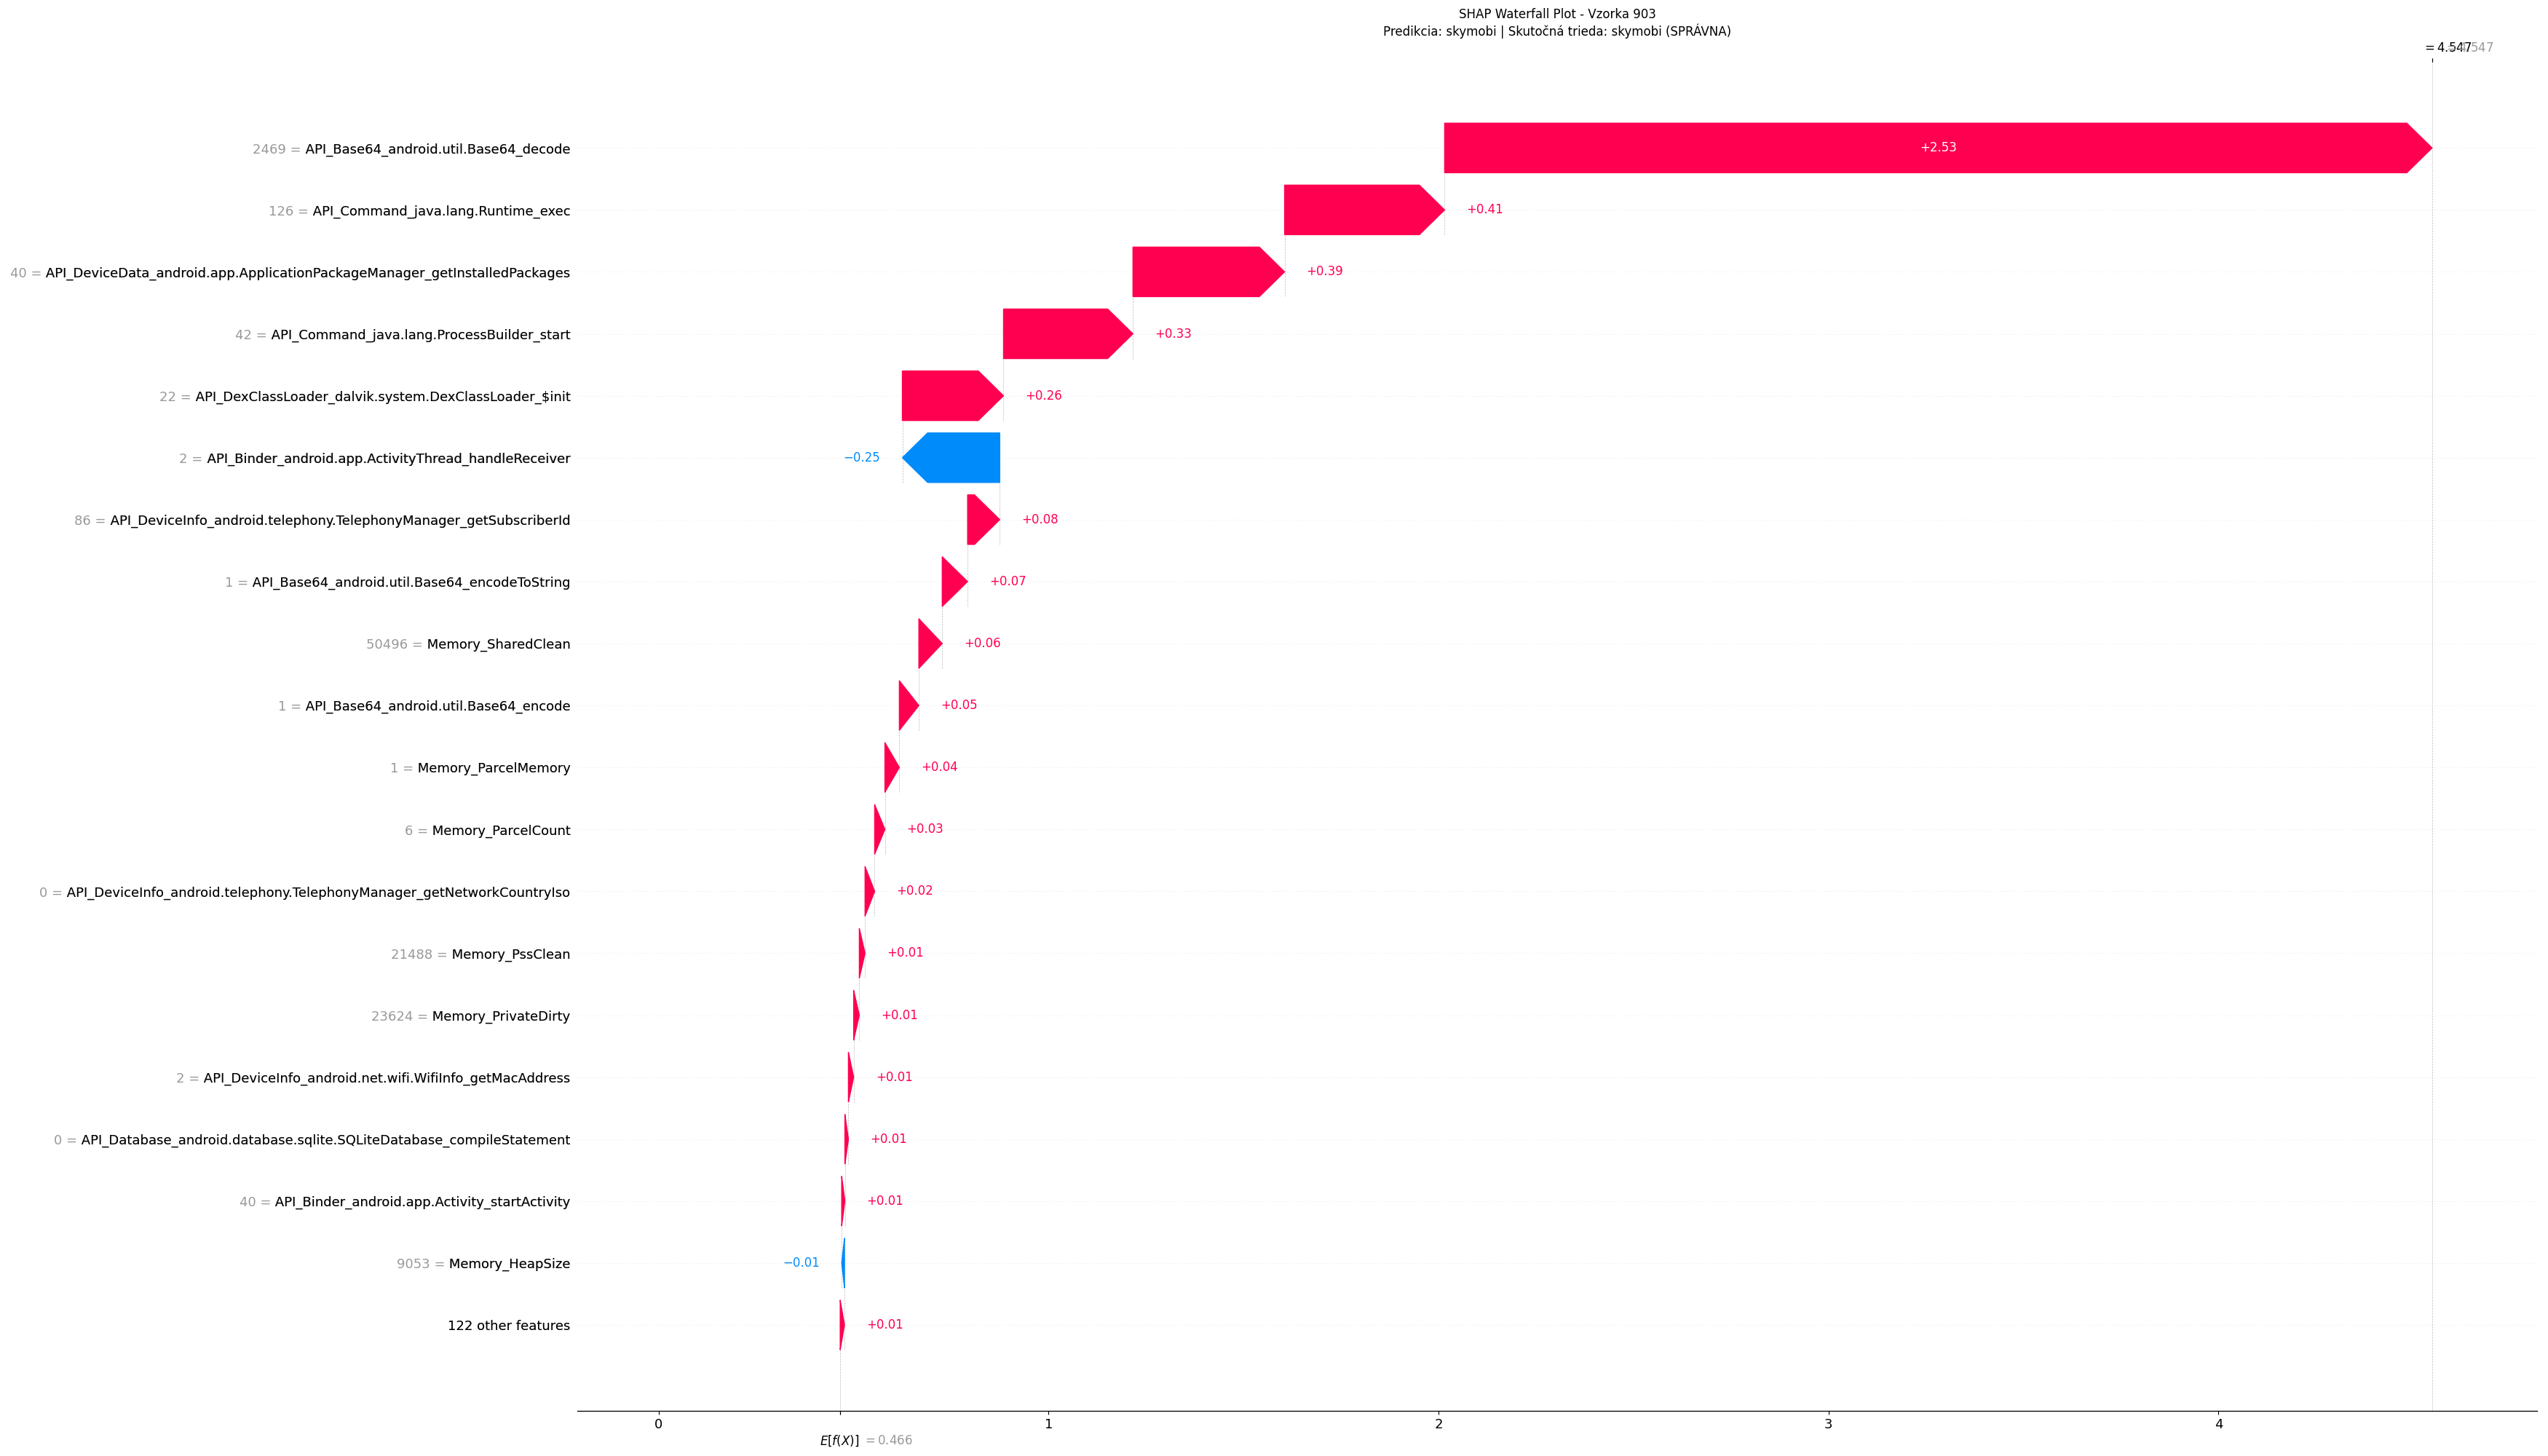 SHAP Waterfall Plot - Vzorka 903
Predikcia: skymobi | Skutočná trieda: skymobi (SPRÁVNA)
= 4.547
2469 = API_Base64_android.util.Base64_decode
+2.53
126 = API_Command_java.lang.Runtime_exec
+0.41
40 = API_DeviceData_android.app.ApplicationPackageManager_getInstalledPackages
+0.39
42 = API_Command_java.lang.ProcessBuilder_start
+0.33
22 = API_DexClassLoader_dalvik.system.DexClassLoader_$init
+0.26
2 = API_Binder_android.app.ActivityThread_handleReceiver
−0.25
86 = API_DeviceInfo_android.telephony.TelephonyManager_getSubscriberId
+0.08
1 = API_Base64_android.util.Base64_encodeToString
+0.07
50496 = Memory_SharedClean
+0.06
1 = API_Base64_android.util.Base64_encode
+0.05
1 = Memory_ParcelMemory
+0.04
6 = Memory_ParcelCount
+0.03
0 = API_DeviceInfo_android.telephony.TelephonyManager_getNetworkCountryIso
+0.02
21488 = Memory_PssClean
+0.01
23624 = Memory_PrivateDirty
+0.01
2 = API_DeviceInfo_android.net.wifi.WifiInfo_getMacAddress
+0.01
0 = API_Database_android.database.sqlite.SQLiteDatabase_compileStatement
+0.01
40 = API_Binder_android.app.Activity_startActivity
+0.01
9053 = Memory_HeapSize
−0.01
122 other features
+0.01
0 1 2 3 4
E[f(X)] = 0.466